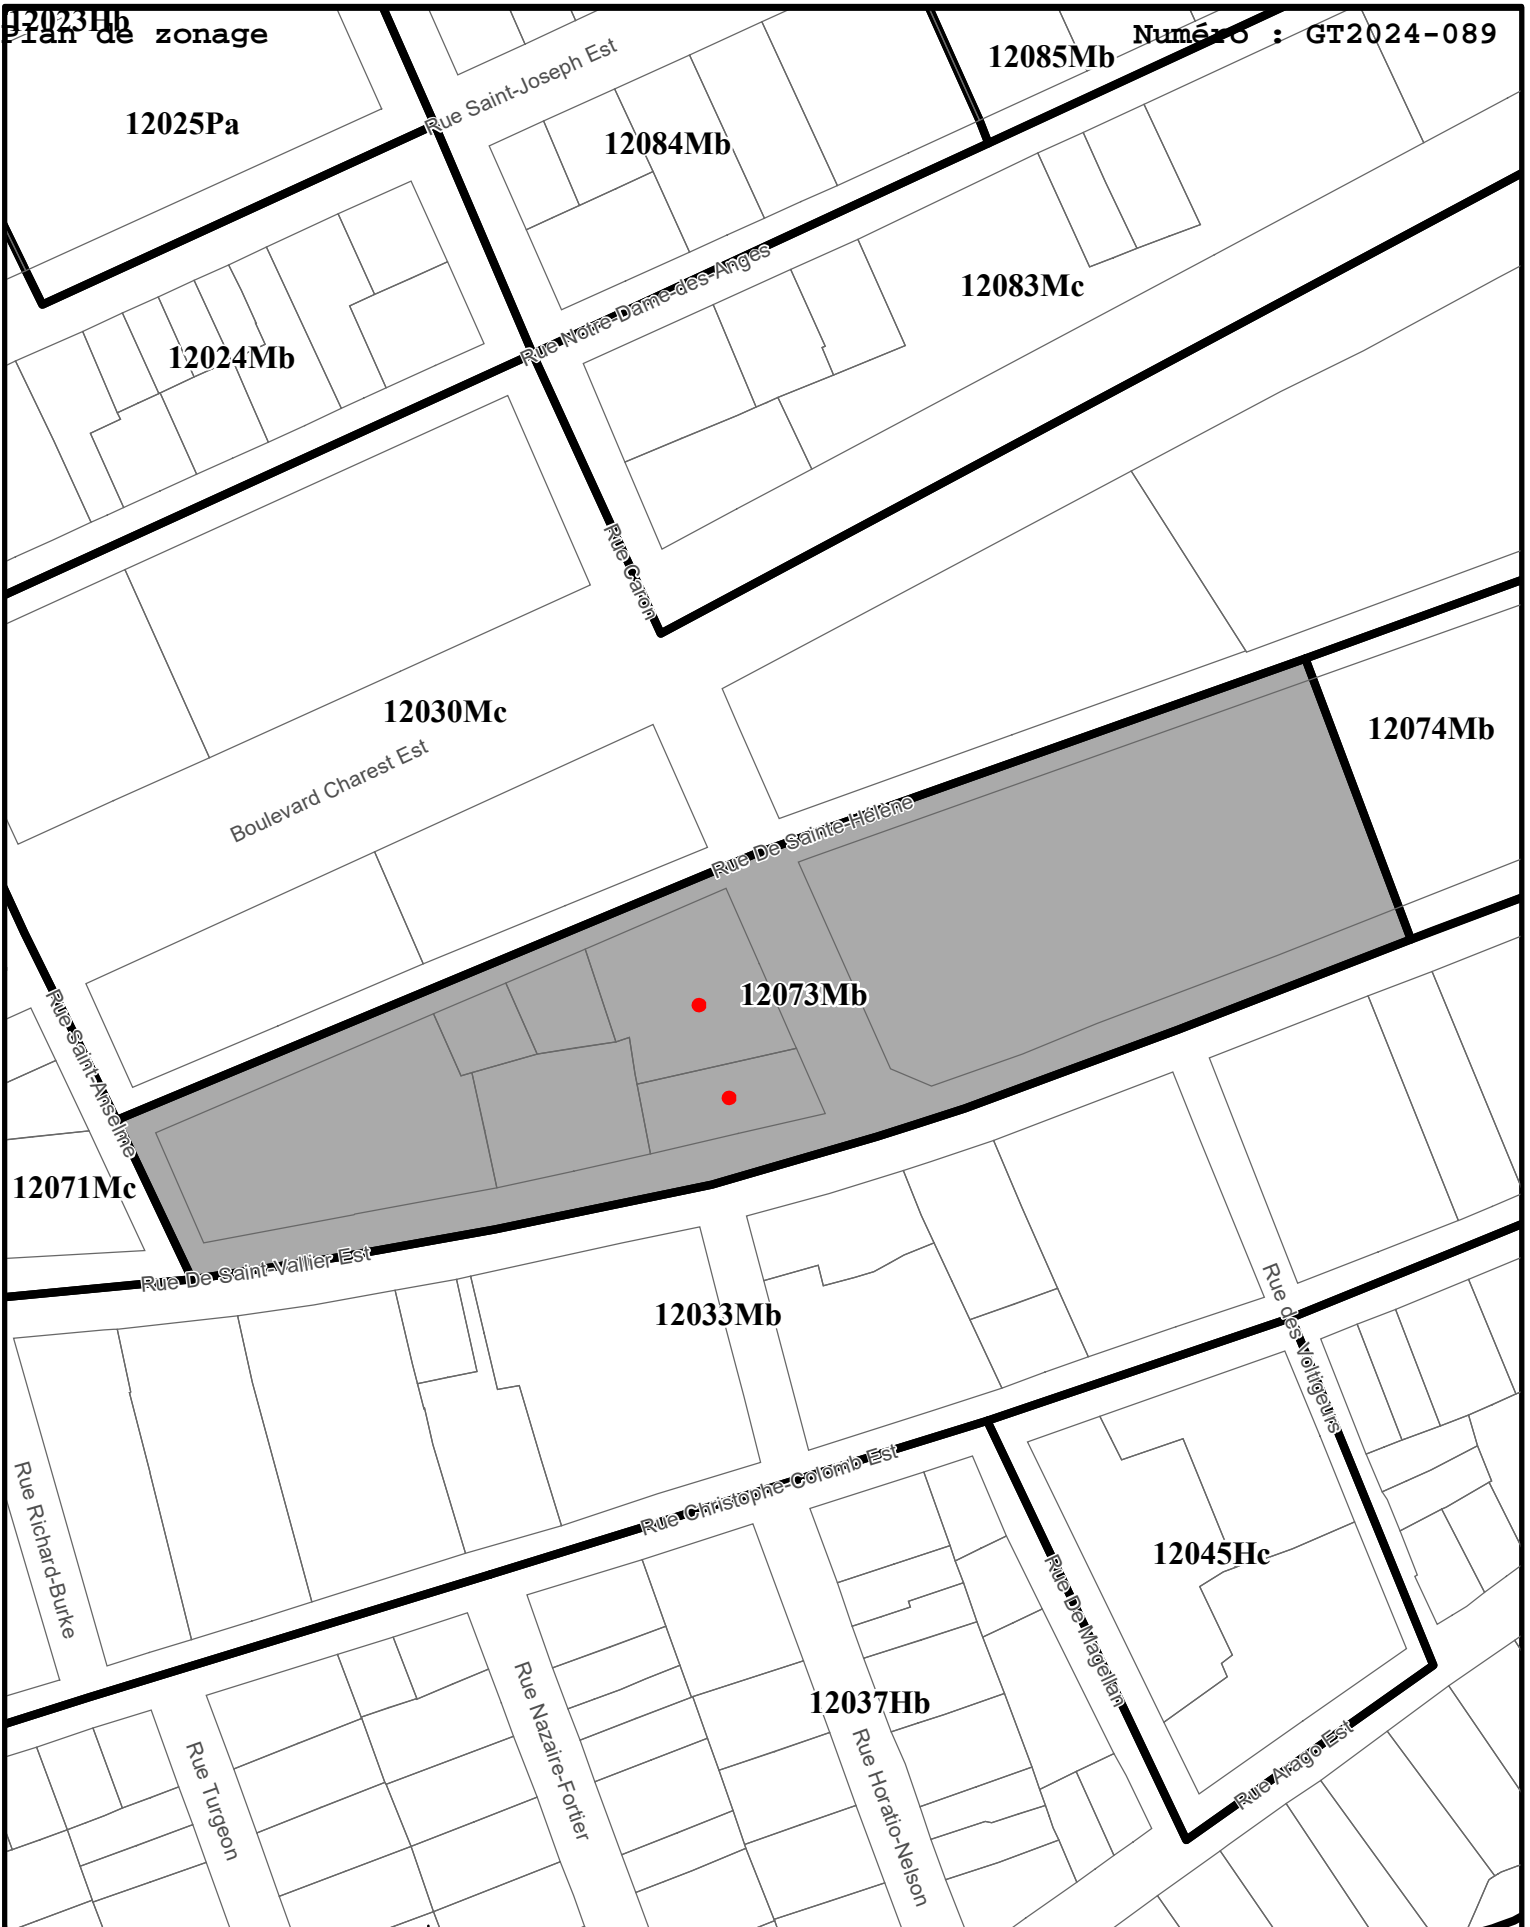 12023Hb
Plan de zonage
Numéro : GT2024-089
12085Mb
Rue Saint-Joseph Est
12025Pa
12084Mb
Rue Notre-Dame-des-Anges
12083Mc
12024Mb
Rue Caron
12030Mc
12074Mb
Boulevard Charest Est
Rue De Sainte-Hélène
12073Mb
Rue Saint-Anselme
12071Mc
Rue De Saint-Vallier Est
12033Mb
Rue des Voltigeurs
Rue Christophe-Colomb Est
Rue Richard-Burke
12045Hc
Rue De Magellan
12037Hb
Rue Nazaire-Fortier
Rue Turgeon
Rue Horatio-Nelson
Rue Arago Est